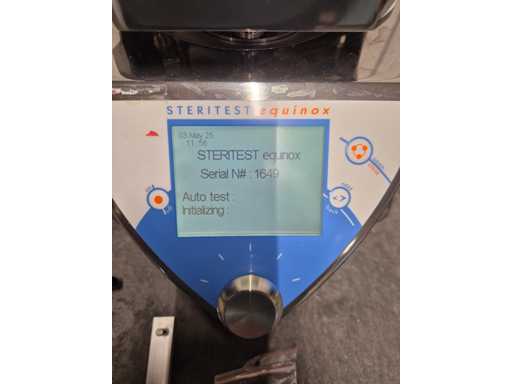 STERITEST equinox
03 May 25
11:56
STERITEST equinox
Serial N# : 1649
Auto test :
Initializing :